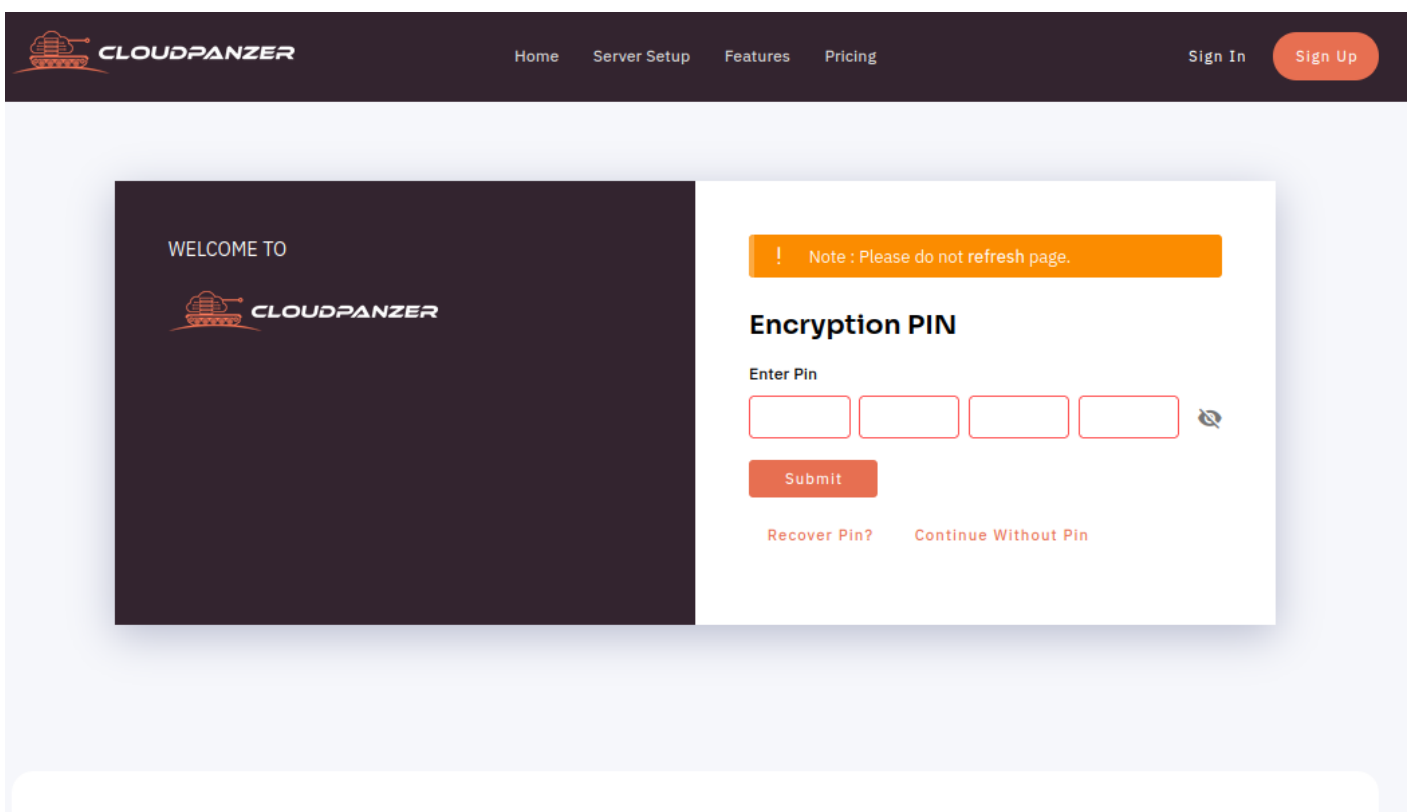 CLOUDPANZER
Home Server Setup Features Pricing Sign In Sign Up
WELCOME TO
CLOUDPANZER
! Note : Please do not refresh page.
Encryption PIN
Enter Pin
Submit
Recover Pin? Continue Without Pin